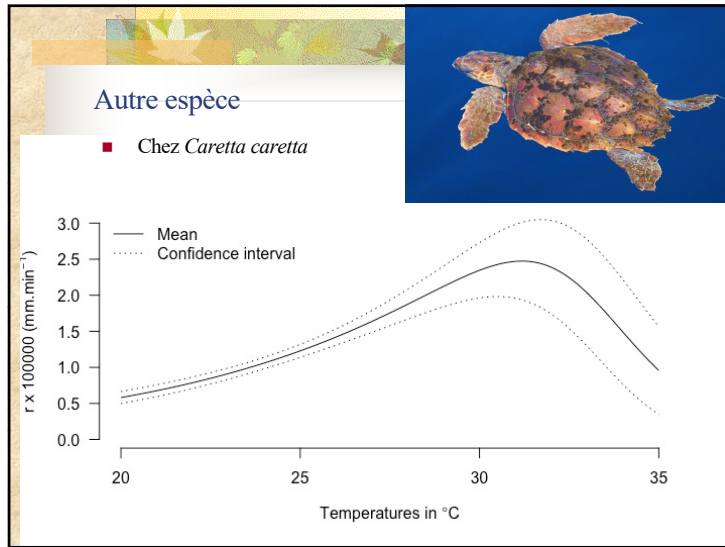 Autre espèce
■ Chez Caretta caretta
3.0
2.5
2.0
1.5
1.0
0.5
0.0
r x 100000 (mm.min⁻¹)
Mean
Confidence interval
20 25 30 35
Temperatures in °C